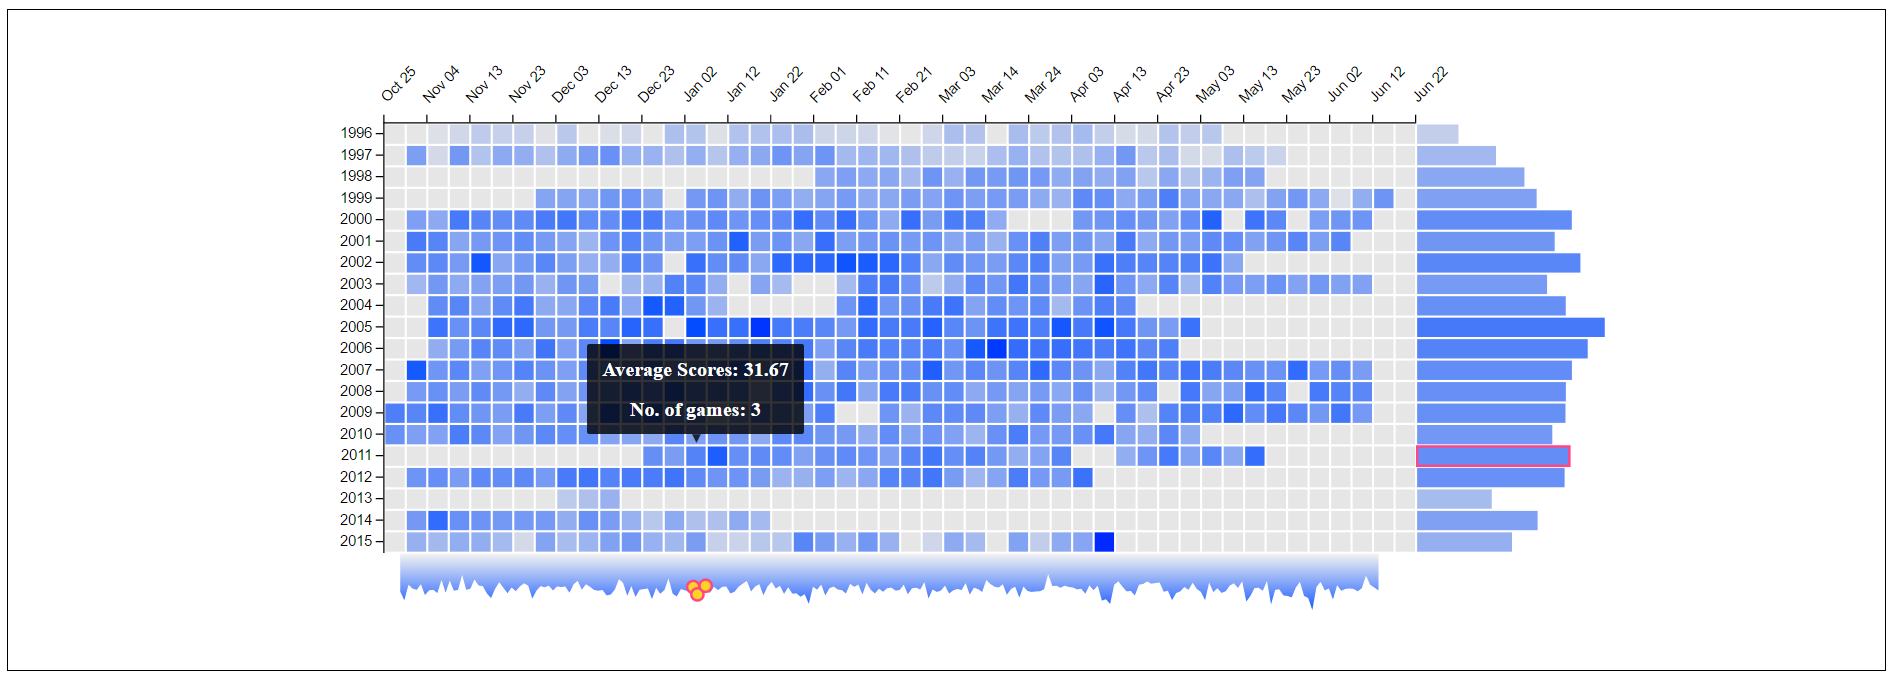 Oct 25
Nov 04
Nov 13
Nov 23
Dec 03
Dec 13
Dec 23
Jan 02
Jan 12
Jan 22
Feb 01
Feb 11
Feb 21
Mar 03
Mar 14
Mar 24
Apr 03
Apr 13
Apr 23
May 03
May 13
May 23
Jun 02
Jun 12
Jun 22
1996
1997
1998
1999
2000
2001
2002
2003
2004
2005
2006
2007
Average Scores: 31.67
2008
2009
No. of games: 3
2010
2011
2012
2013
2014
2015